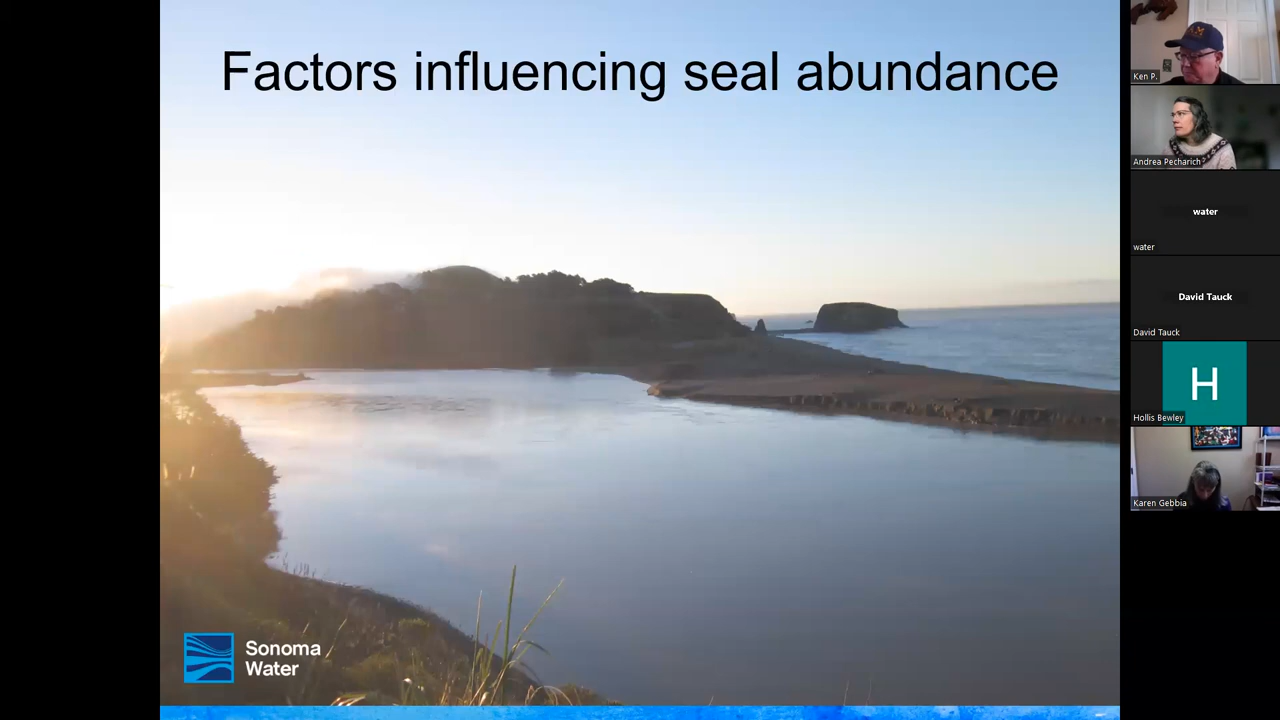 Factors influencing seal abundance
Sonoma
Water
Ken P.
Andrea Pecharich
water
water
David Tauck
David Tauck
H
Hollis Bewley
Karen Gebbia